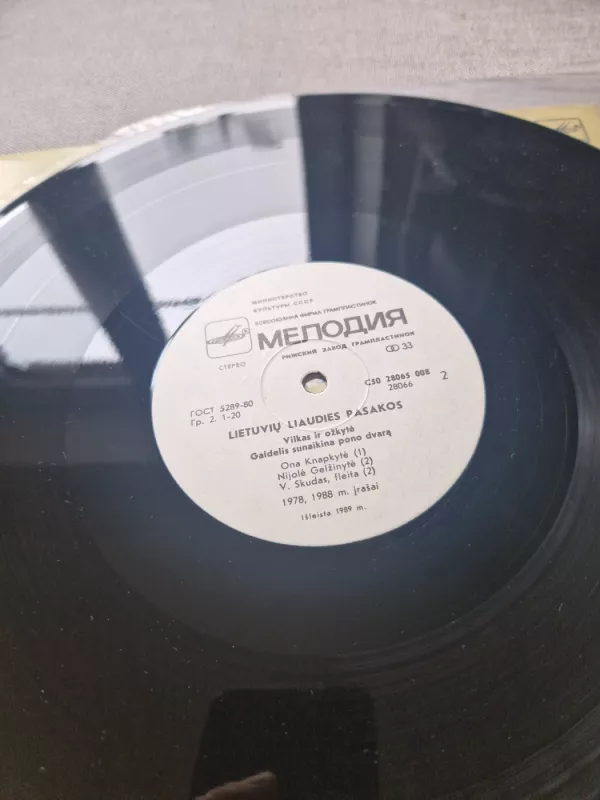 МИНИСТЕРСТВО
КУЛЬТУРЫ СССР
ВСЕСОЮЗНАЯ ФИРМА ГРАМПЛАСТИНОК
МЕЛОДИЯ
РИЖСКИЙ ЗАВОД ГРАМПЛАСТИНОК
СТЕРЕО
33
ГОСТ 5289-80
Гр. 2. 1-20
C50 28065 008
28066
2
LIETUVIŲ LIAUDIES PASAKOS
Vilkas ir ožkytė
Gaidelis sunaikina pono dvarą
Ona Knapkytė (1)
Nijolė Gelžinytė (2)
V. Skudas, fleita (2)
1978, 1988 m. įrašai
Išleista 1989 m.